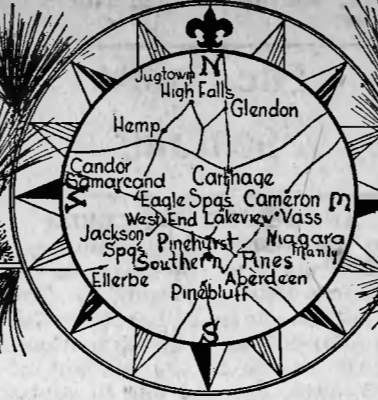 N
Jugtown
High Falls
Glendon
Hemp
Candor
Carthage
Samarcand
Eagle Spgs. Cameron
W
E
West End Lakeview Vass
Jackson Spgs.
Pinehurst
Niagara
Manly
Southern Pines
Ellerbe
Aberdeen
Pinebluff
S